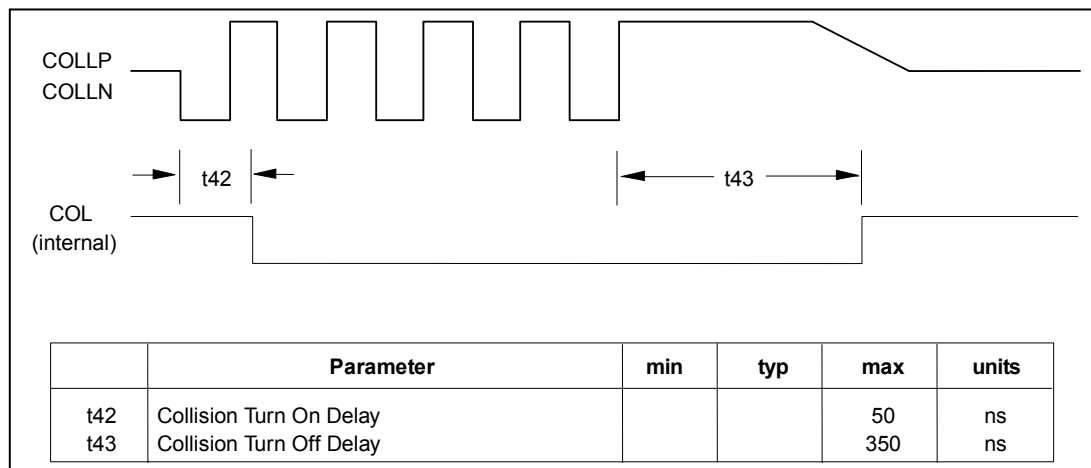 COLLP
COLLN
t42
t43
COL
(internal)
Parameter min typ max units
t42 Collision Turn On Delay 50 ns
t43 Collision Turn Off Delay 350 ns